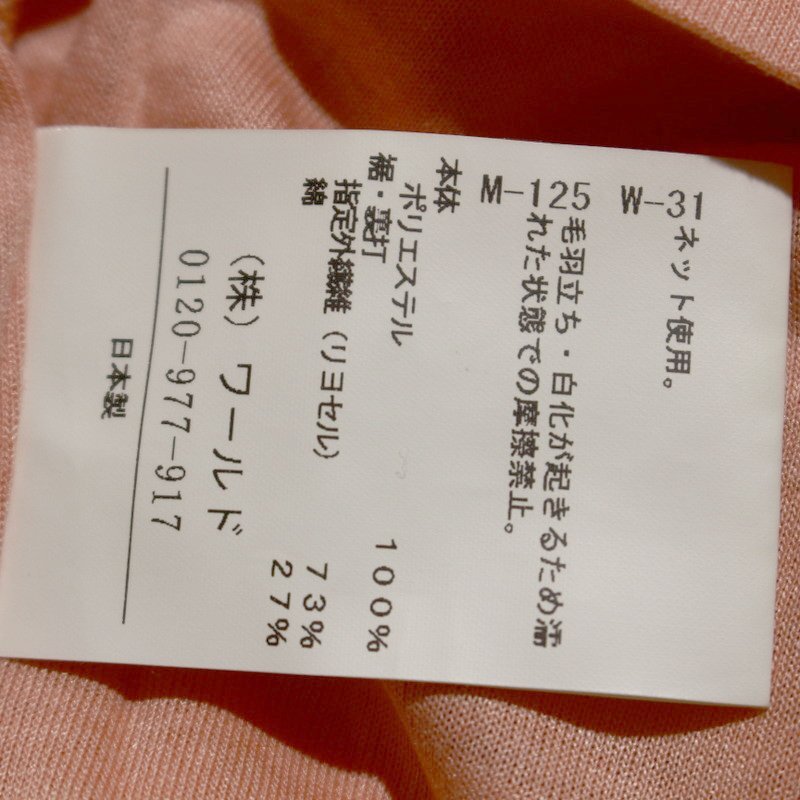 W-31
ネット使用。
M-125
毛羽立ち・白化が起きるため濡
れた状態での摩擦禁止。
本体
ポリエステル 100%
裾・裏打
指定外繊維（リヨセル） 73%
綿 27%
（株）ワールド
0120-977-917
日本製